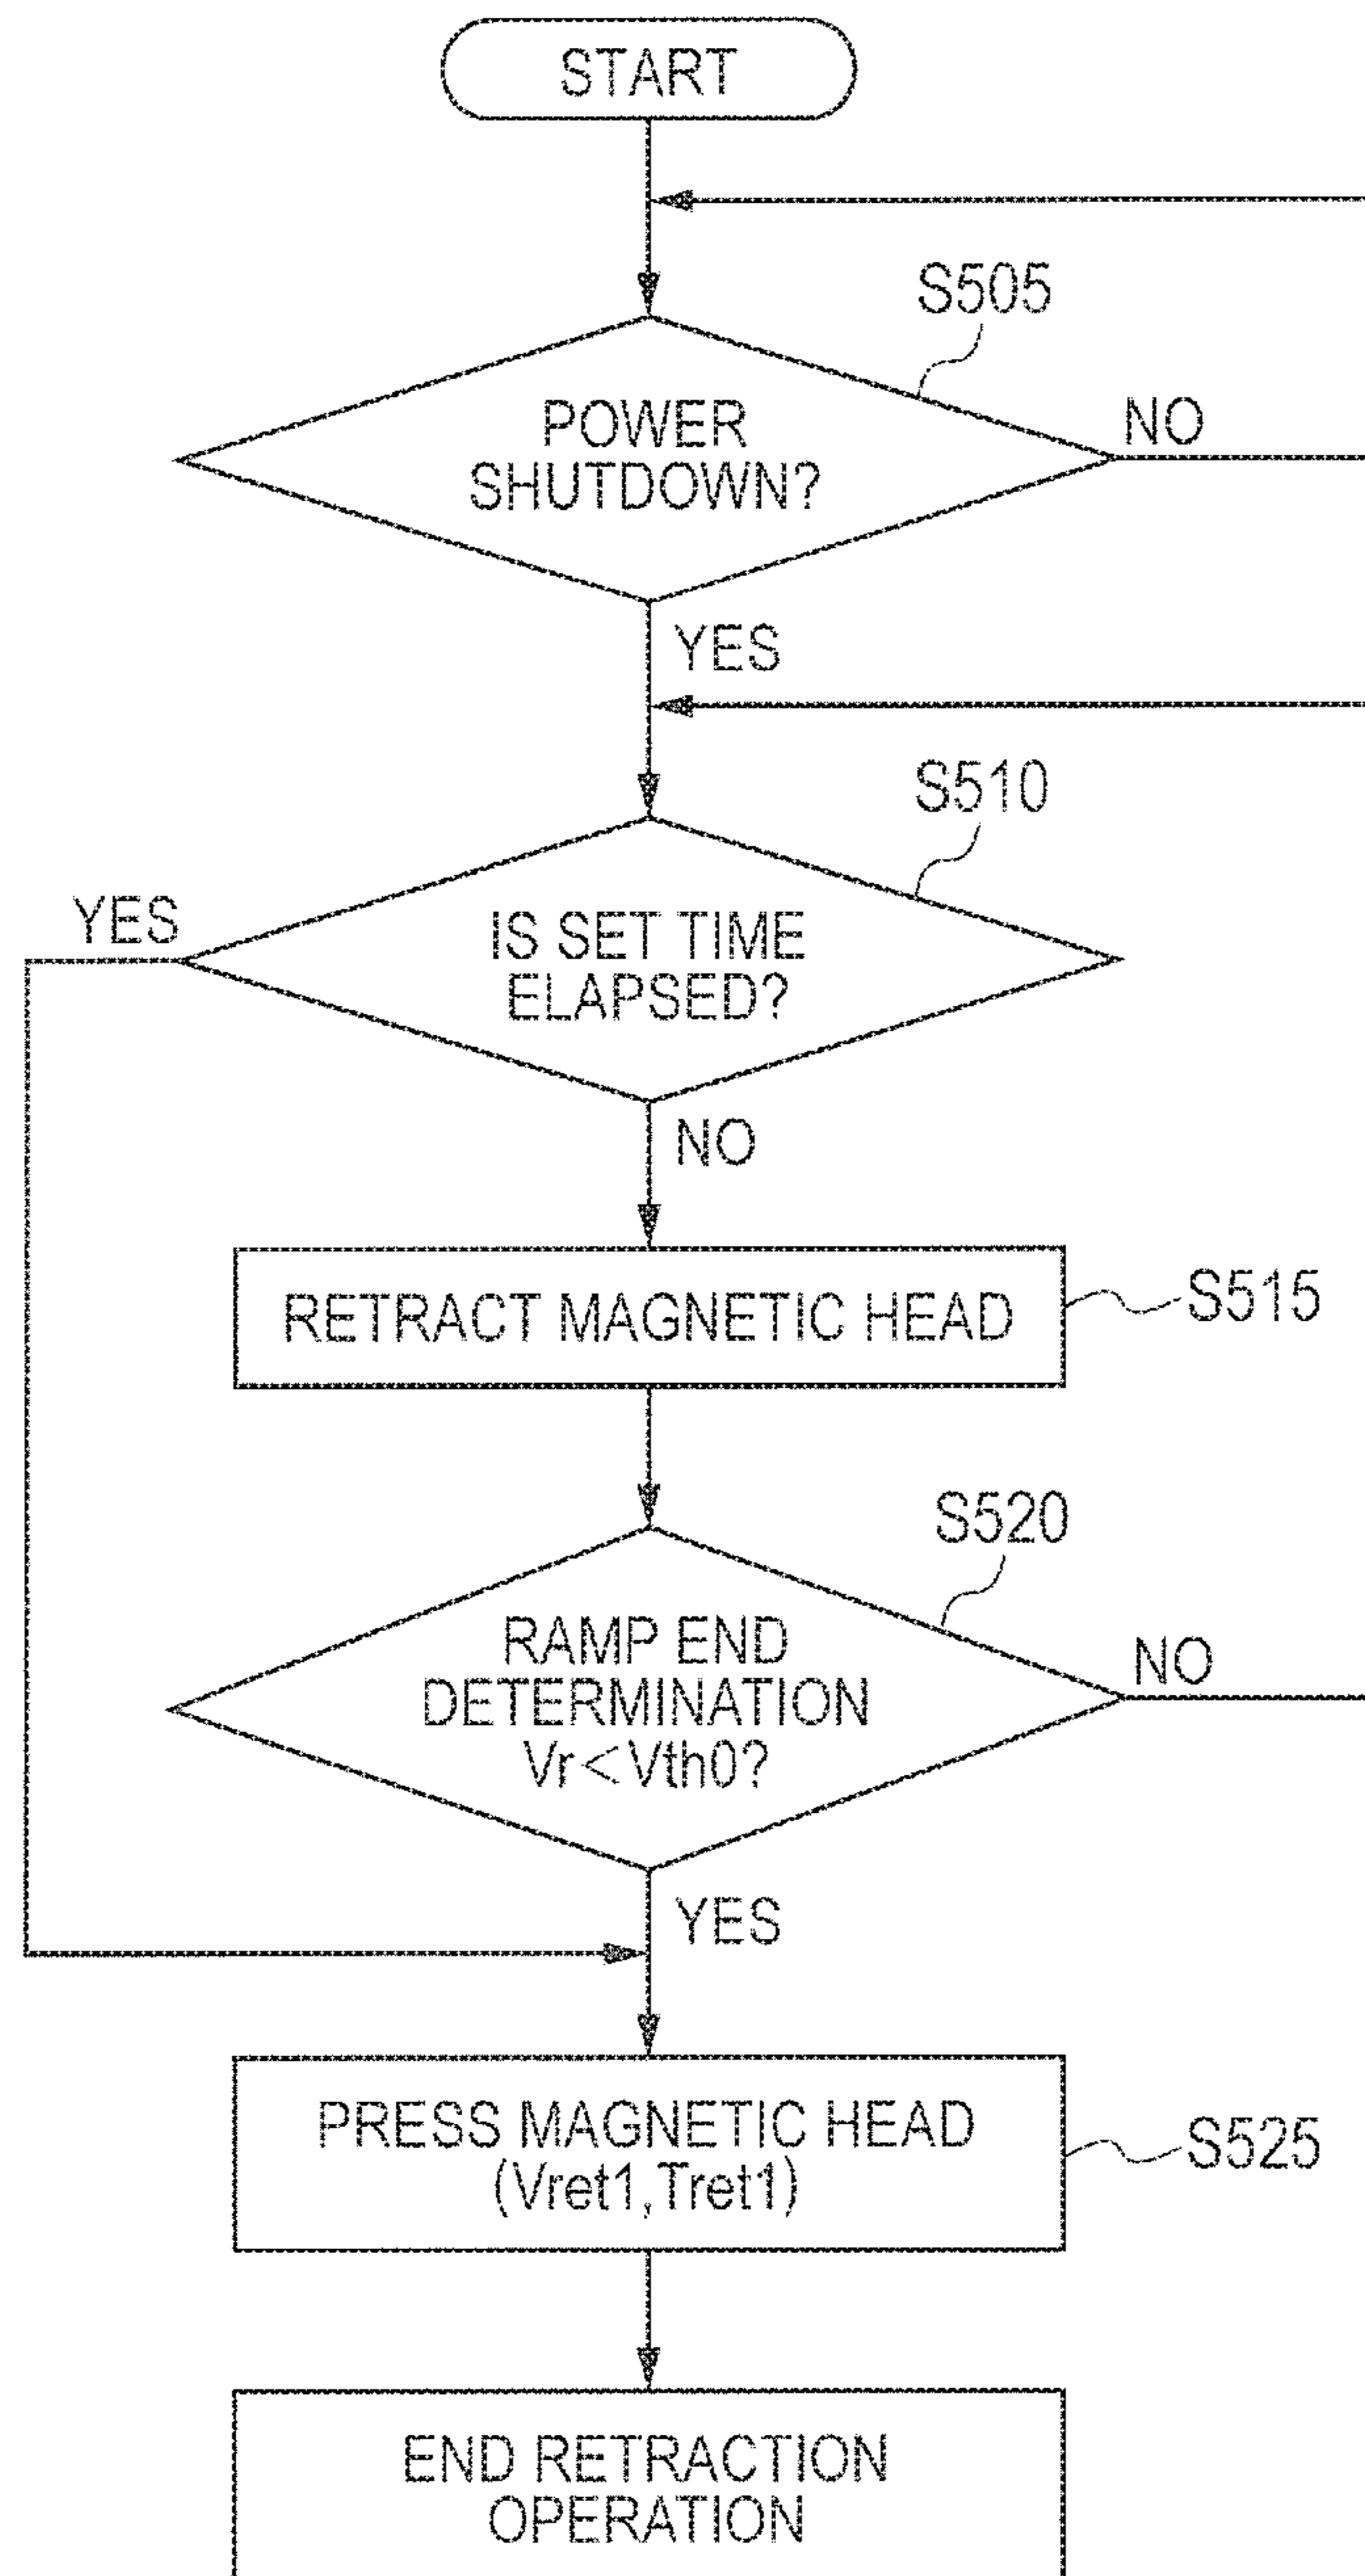 START
S505
POWER
SHUTDOWN?
NO
YES
S510
YES
IS SET TIME
ELAPSED?
NO
RETRACT MAGNETIC HEAD
S515
S520
RAMP END
DETERMINATION
Vr<Vth0?
NO
YES
PRESS MAGNETIC HEAD
(Vret1,Tret1)
S525
END RETRACTION
OPERATION